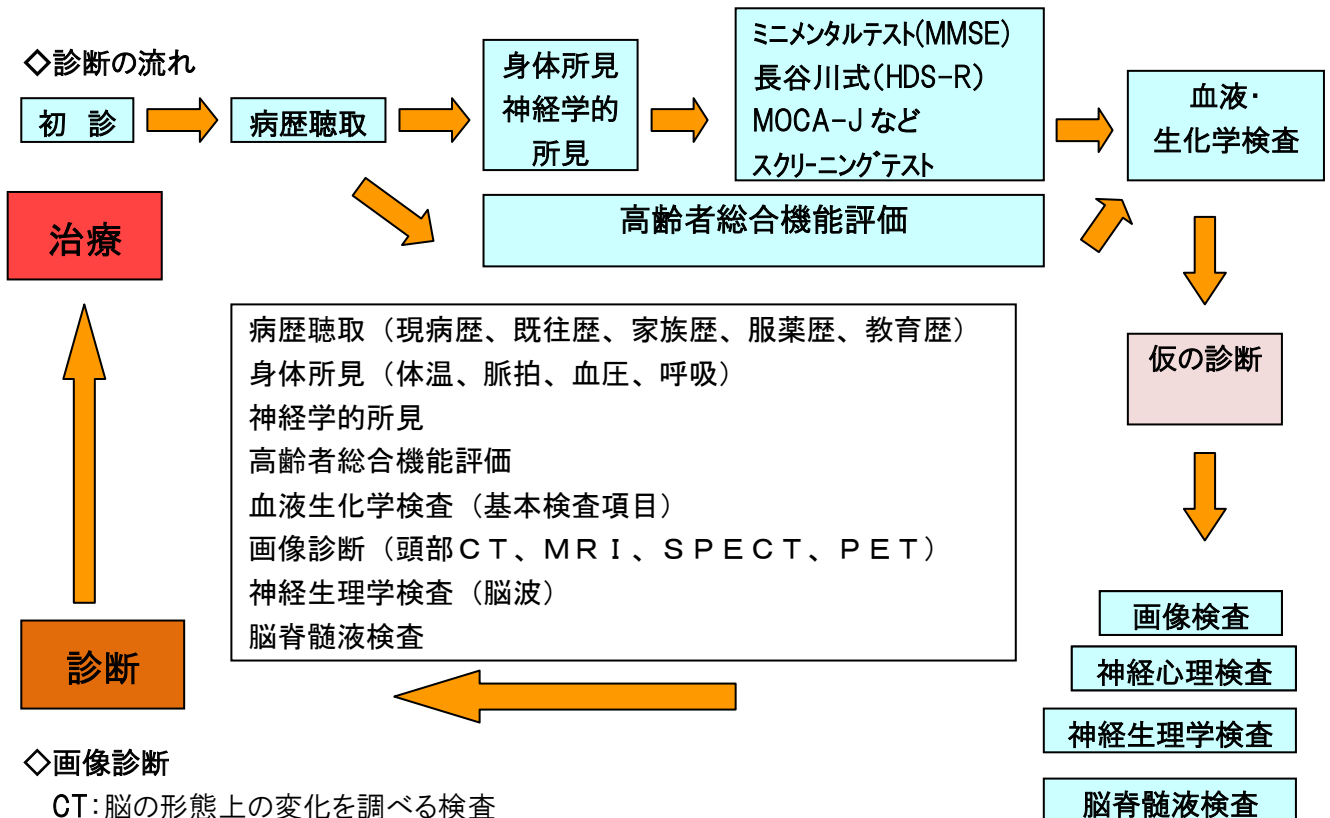 ◇診断の流れ
初 診
病歴聴取
身体所見
神経学的
所見
ミニメンタルテスト(MMSE)
長谷川式(HDS-R)
MOCA-Jなど
スクリーニングテスト
血液・
生化学検査
高齢者総合機能評価
治療
仮の診断
病歴聴取（現病歴、既往歴、家族歴、服薬歴、教育歴）
身体所見（体温、脈拍、血圧、呼吸）
神経学的所見
高齢者総合機能評価
血液生化学検査（基本検査項目）
画像診断（頭部ＣＴ、ＭＲＩ、ＳＰＥＣＴ、ＰＥＴ）
神経生理学検査（脳波）
脳脊髄液検査
画像検査
神経心理検査
神経生理学検査
脳脊髄液検査
診断
◇画像診断
CT：脳の形態上の変化を調べる検査